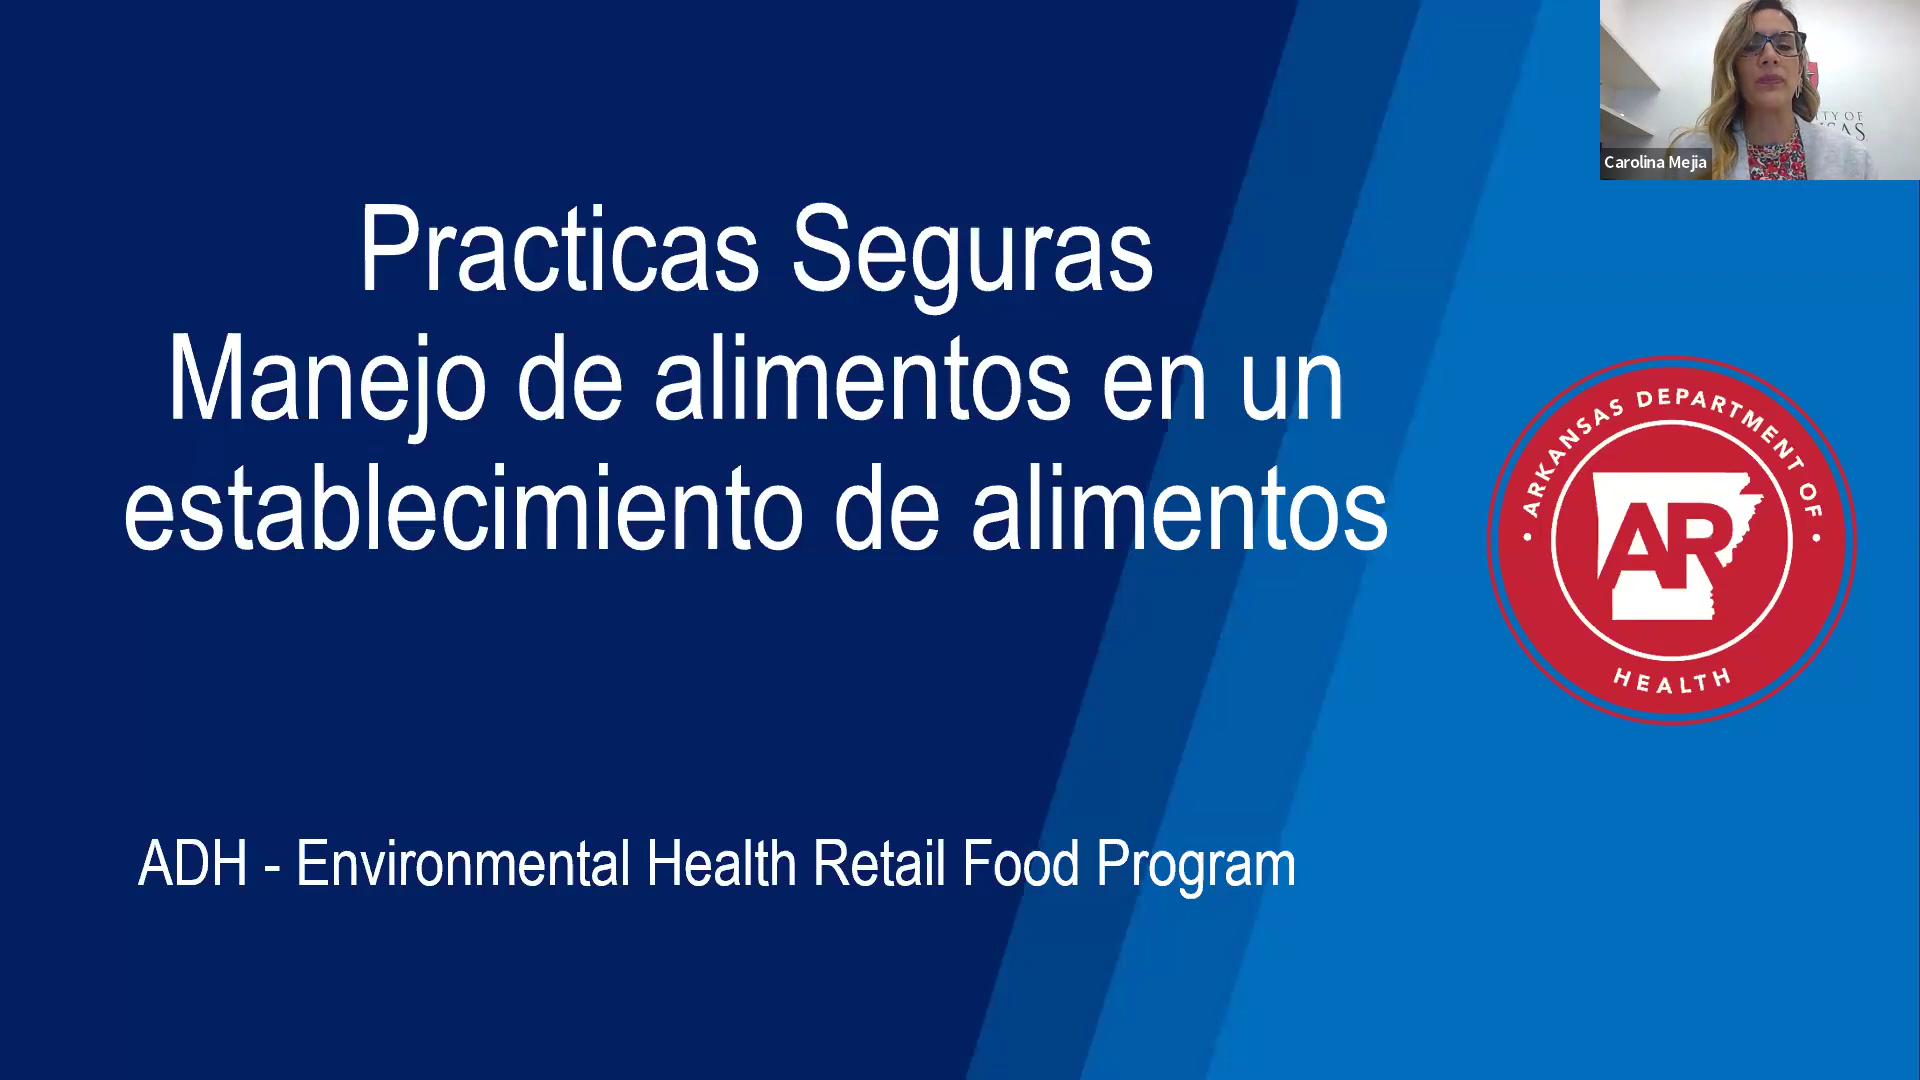 Practicas Seguras
Manejo de alimentos en un
establecimiento de alimentos
ADH - Environmental Health Retail Food Program
Carolina Mejia
• ARKANSAS DEPARTMENT OF •
AR
HEALTH
OF